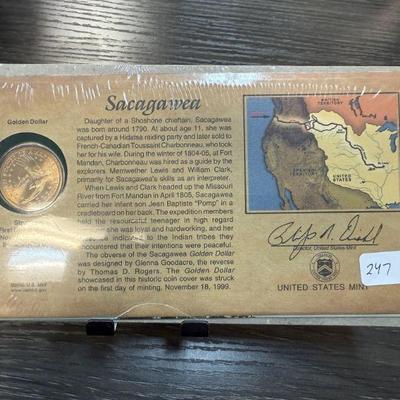 Sacagawea
Golden Dollar
Daughter of a Shoshone chieftain, Sacagawea
was born around 1790. At about age 11, she was
captured by a Hidatsa raiding party and later sold to
French-Canadian Toussaint Charbonneau, who took
her for his wife. During the winter of 1804-05, at Fort
Mandan, Charbonneau was hired as a guide by the
explorers Merriwether Lewis and William Clark,
primarily for Sacagawea's skills as an interpreter.
When Lewis and Clark headed up the Missouri
River from Fort Mandan in April 1805, Sacagawea
carried her infant son Jean Baptiste "Pomp" in a
cradleboard on her back. The expedition members
held the resourceful teenager in high regard
she was loyal and hardworking, and her
indicated to the Indian tribes they
encountered that their intentions were peaceful.
The obverse of the Sacagawea Golden Dollar
was designed by Glenna Goodacre, the reverse
by Thomas D. Rogers. The Golden Dollar
showcased in this historic coin cover was struck on
the first day of minting, November 18, 1999.
BRITISH
TERRITORY
SPANISH
UNITED
STATES
Director, United States Mint
UNITED STATES MINT
247